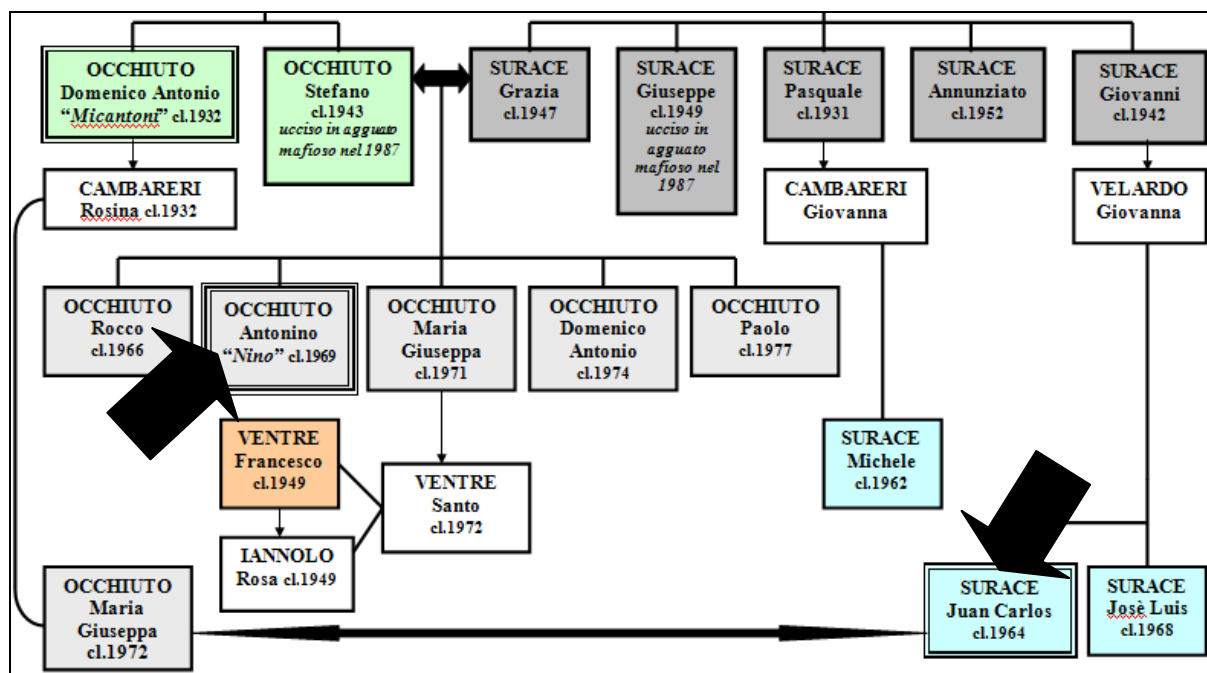 OCCHIUTO
Domenico Antonio
“Micantoni” cl.1932
OCCHIUTO
Stefano
cl.1943
ucciso in agguato
mafioso nel 1987
SURACE
Grazia
cl.1947
SURACE
Giuseppe
cl.1949
ucciso in
agguato
mafioso nel
1987
SURACE
Pasquale
cl.1931
SURACE
Annunziato
cl.1952
SURACE
Giovanni
cl.1942
CAMBARERI
Rosina cl.1932
CAMBARERI
Giovanna
VELARDO
Giovanna
OCCHIUTO
Rocco
cl.1966
OCCHIUTO
Antonino
“Nino” cl.1969
OCCHIUTO
Maria
Giuseppa
cl.1971
OCCHIUTO
Domenico
Antonio
cl.1974
OCCHIUTO
Paolo
cl.1977
VENTRE
Francesco
cl.1949
VENTRE
Santo
cl.1972
SURACE
Michele
cl.1962
IANNOLO
Rosa cl.1949
OCCHIUTO
Maria
Giuseppa
cl.1972
SURACE
Juan Carlos
cl.1964
SURACE
Josè Luis
cl.1968